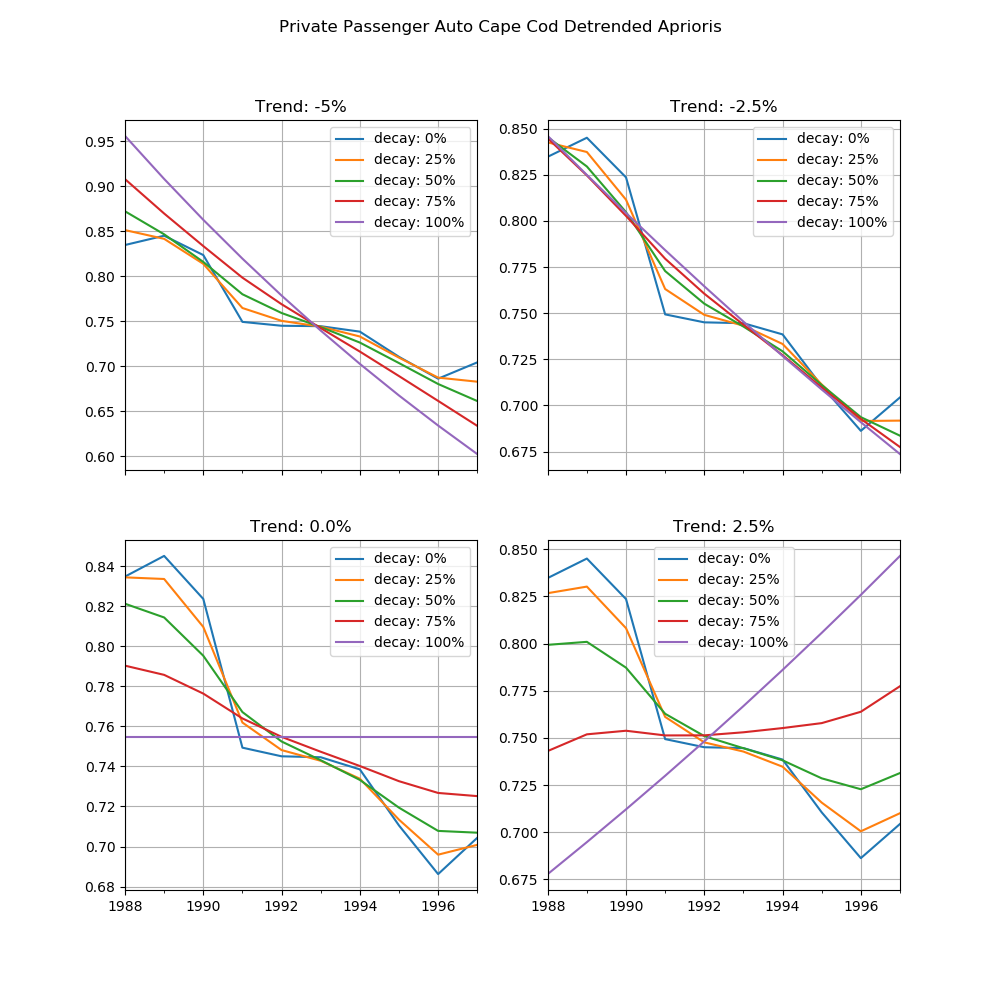 Private Passenger Auto Cape Cod Detrended Aprioris
Trend: -5%
0.95
0.90
0.85
0.80
0.75
0.70
0.65
0.60
decay: 0%
decay: 25%
decay: 50%
decay: 75%
decay: 100%
Trend: -2.5%
0.850
0.825
0.800
0.775
0.750
0.725
0.700
0.675
decay: 0%
decay: 25%
decay: 50%
decay: 75%
decay: 100%
Trend: 0.0%
0.84
0.82
0.80
0.78
0.76
0.74
0.72
0.70
0.68
decay: 0%
decay: 25%
decay: 50%
decay: 75%
decay: 100%
1988 1990 1992 1994 1996
Trend: 2.5%
0.850
0.825
0.800
0.775
0.750
0.725
0.700
0.675
decay: 0%
decay: 25%
decay: 50%
decay: 75%
decay: 100%
1988 1990 1992 1994 1996